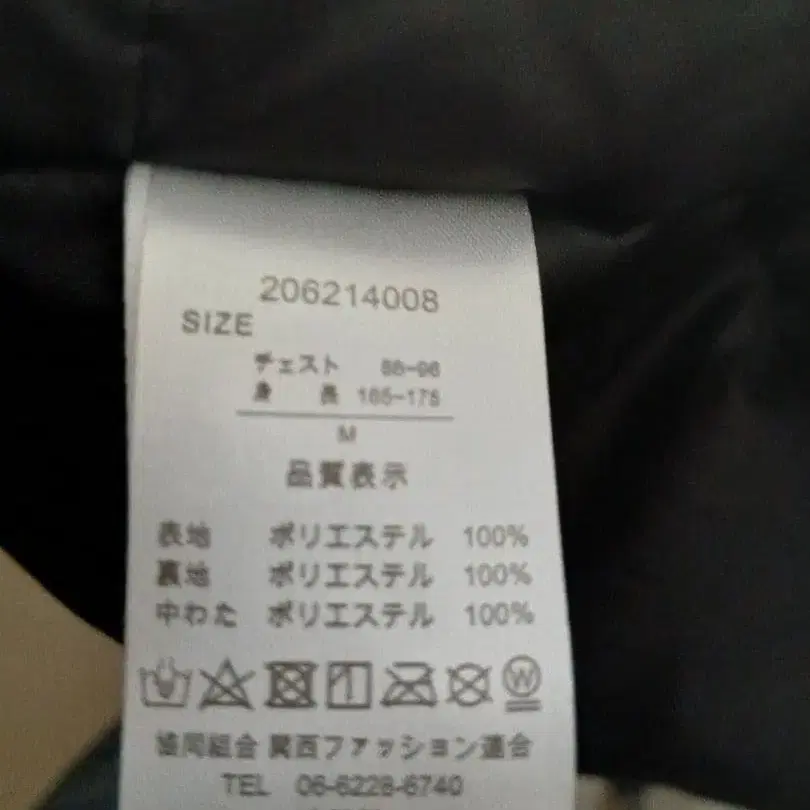 206214008
SIZE
チェスト 88-96
身 長 165-175
M
品質表示
表地 ポリエステル 100%
裏地 ポリエステル 100%
中わた ポリエステル 100%
W
協同組合 関西ファッション連合
TEL 06-6228-6740